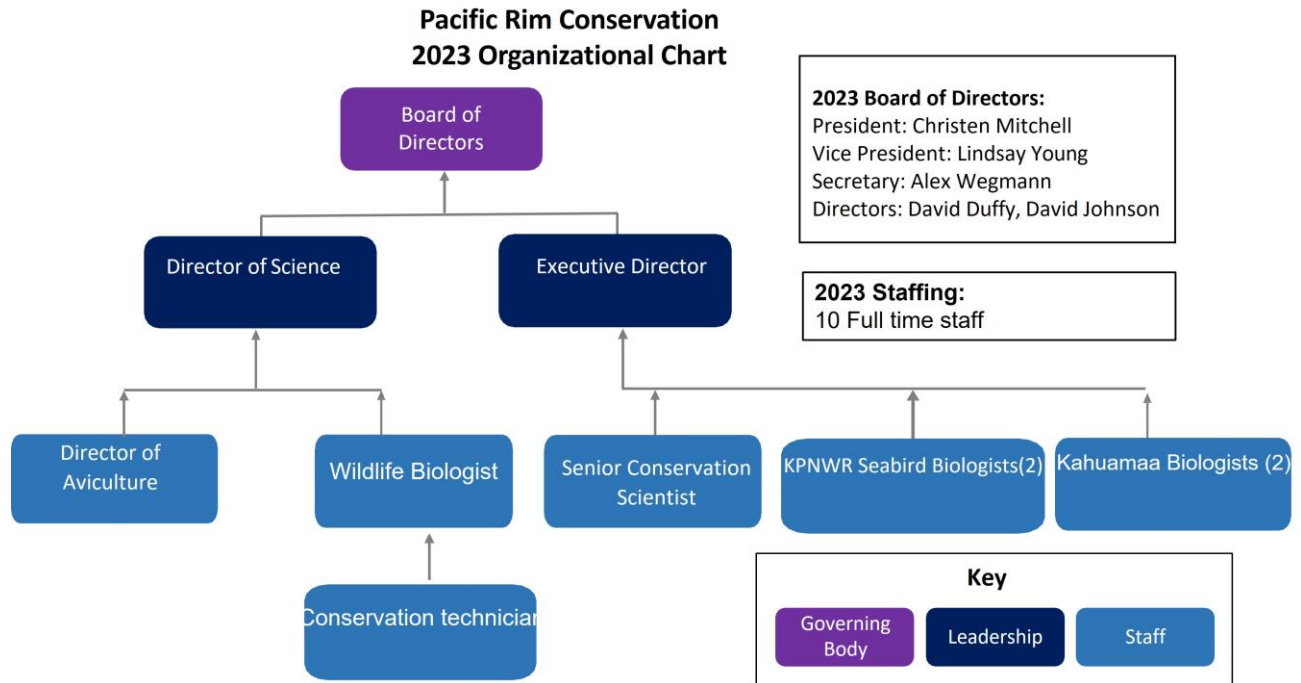 Pacific Rim Conservation
2023 Organizational Chart
Board of
Directors
2023 Board of Directors:
President: Christen Mitchell
Vice President: Lindsay Young
Secretary: Alex Wegmann
Directors: David Duffy, David Johnson
Director of Science
Executive Director
2023 Staffing:
10 Full time staff
Director of
Aviculture
Wildlife Biologist
Senior Conservation
Scientist
KPNWR Seabird Biologists(2)
Kahuamaa Biologists (2)
Conservation technician
Key
Governing
Body
Leadership
Staff